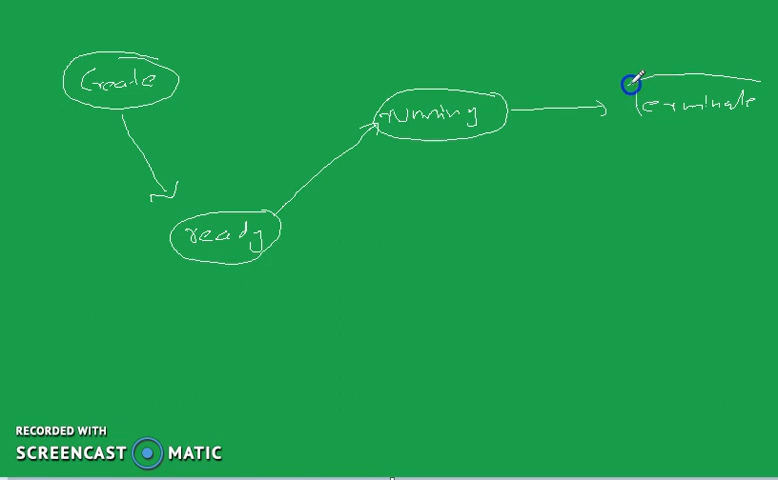 Create
running
Terminate
ready
RECORDED WITH
SCREENCAST MATIC